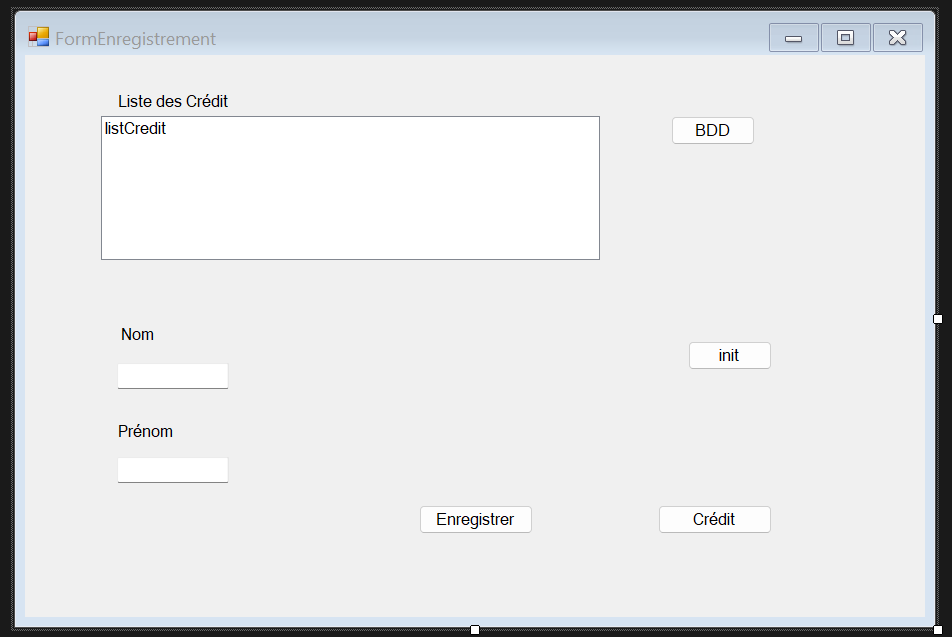 FormEnregistrement
Liste des Crédit
listCredit
BDD
Nom
init
Prénom
Enregistrer
Crédit